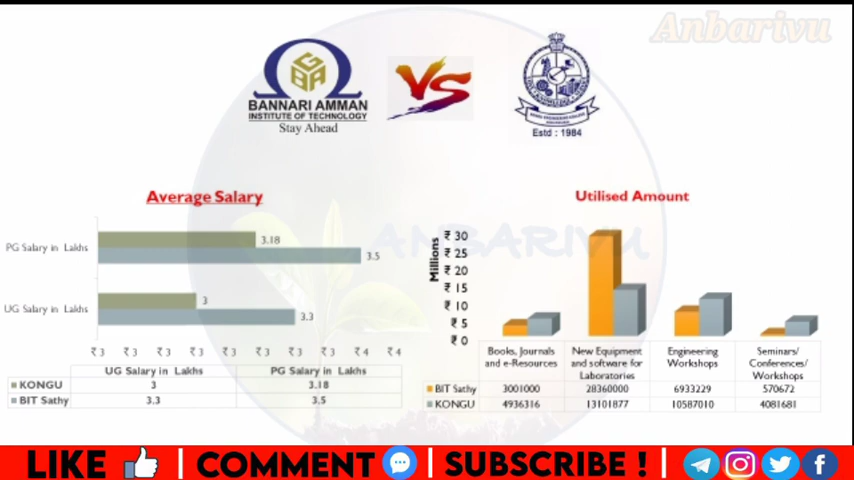 Anbarivu
BANNARI AMMAN
INSTITUTE OF TECHNOLOGY
Stay Ahead
VS
Estd : 1984
Average Salary
PG Salary in Lakhs
3.18
3.5
UG Salary in Lakhs
3
3.3
₹ 3 ₹ 3 ₹ 3 ₹ 3 ₹ 3 ₹ 3 ₹ 3 ₹ 3 ₹ 4 ₹ 4
UG Salary in Lakhs PG Salary in Lakhs
KONGU 3 3.18
BIT Sathy 3.3 3.5
Utilised Amount
Millions
₹ 30
₹ 25
₹ 20
₹ 15
₹ 10
₹ 5
₹ 0
Books, Journals
and e-Resources
New Equipment
and software for
Laboratories
Engineering
Workshops
Seminars/
Conferences/
Workshops
BIT Sathy 3001000 28360000 6933229 570672
KONGU 4936316 13101877 10587010 4081681
ANBARIVU
LIKE | COMMENT | SUBSCRIBE ! |